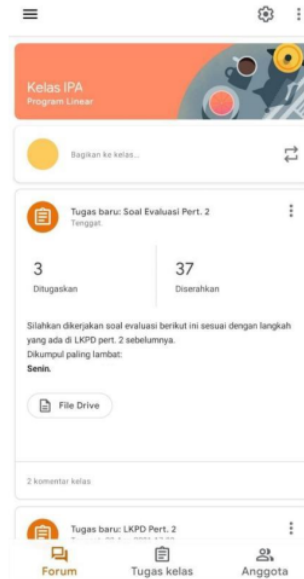 Kelas IPA
Program Linear
Bagikan ke kelas...
Tugas baru: Soal Evaluasi Pert. 2
Tenggat
3
37
Ditugaskan
Diserahkan
Silahkan dikerjakan soal evaluasi berikut ini sesuai dengan langkah
yang ada di LKPD pert. 2 sebelumnya.
Dikumpul paling lambat:
Senin.
File Drive
2 komentar kelas
Tugas baru: LKPD Pert. 2
Forum
Tugas kelas
Anggota